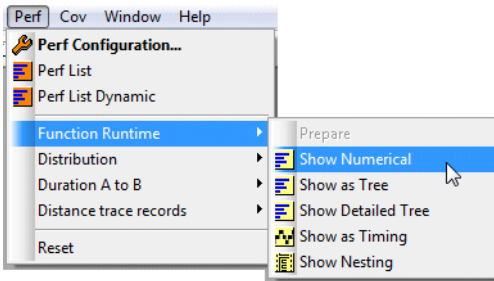 Perf Cov Window Help
Perf Configuration...
Perf List
Perf List Dynamic
Function Runtime
Distribution
Duration A to B
Distance trace records
Reset
Prepare
Show Numerical
Show as Tree
Show Detailed Tree
Show as Timing
Show Nesting